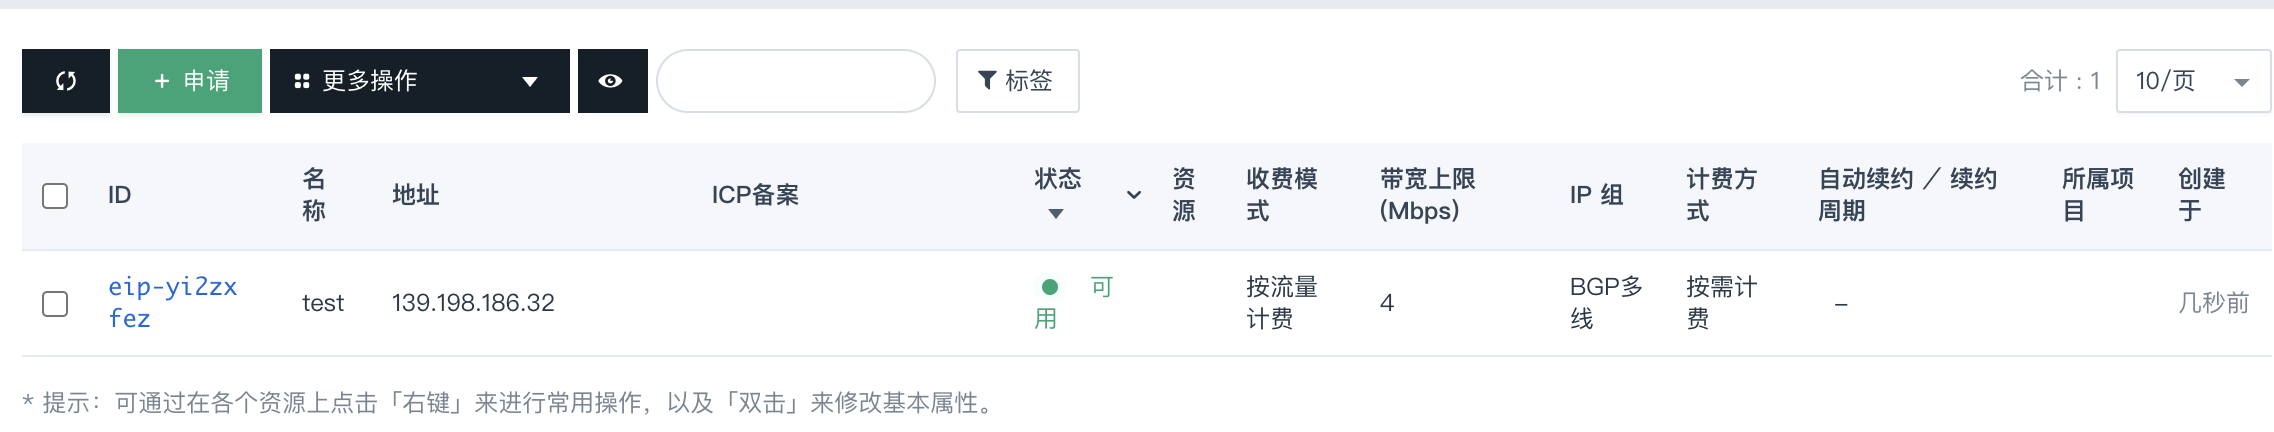 + 申请 更多操作 标签 合计：1 10/页
ID 名称 地址 ICP备案 状态 资源 收费模式 带宽上限(Mbps) IP 组 计费方式 自动续约 ／ 续约周期 所属项目 创建于
eip-yi2zxfez test 139.198.186.32 可用 按流量计费 4 BGP多线 按需计费 – 几秒前
* 提示：可通过在各个资源上点击「右键」来进行常用操作，以及「双击」来修改基本属性。